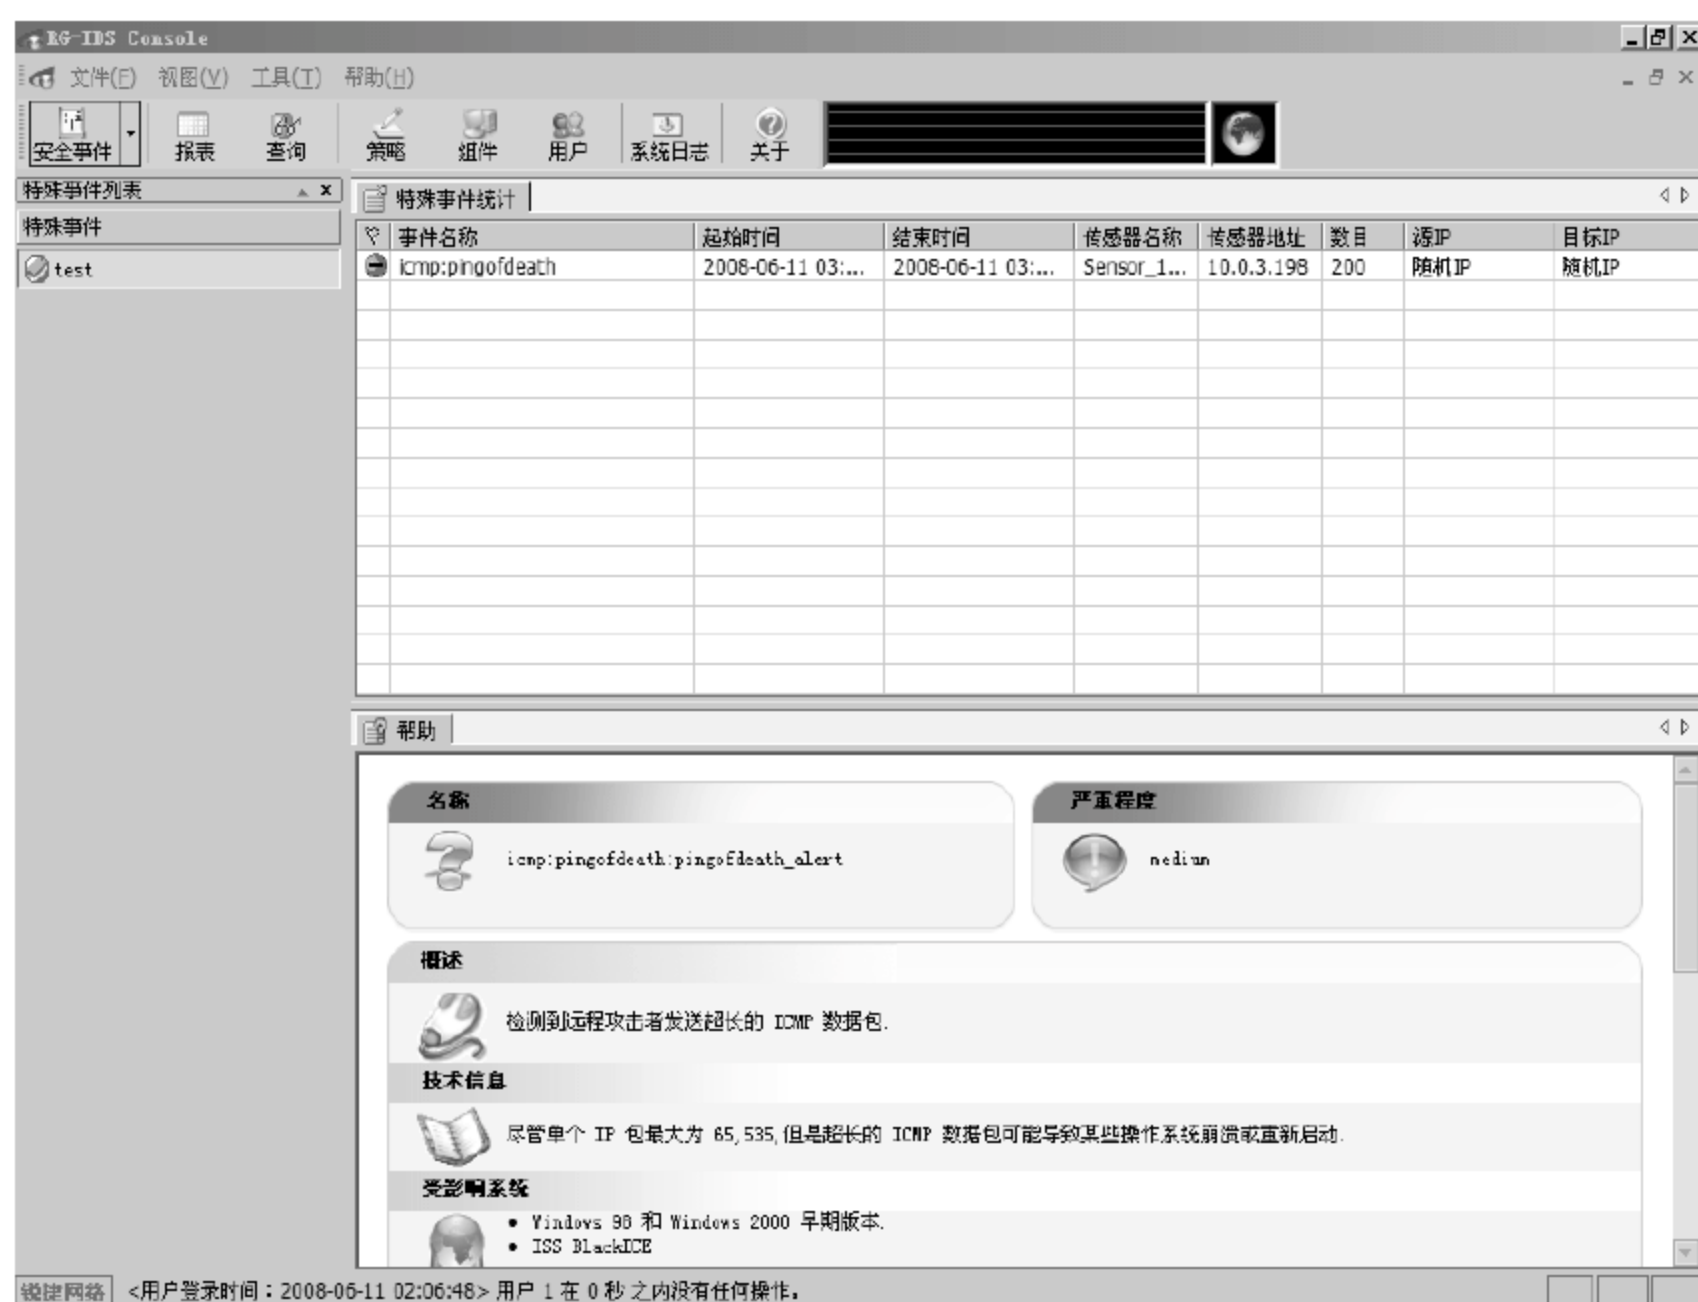 RG-IDS Console
文件(F) 视图(V) 工具(T) 帮助(H)
安全事件 报表 查询 策略 组件 用户 系统日志 关于
特殊事件列表
特殊事件
test
特殊事件统计
事件名称 起始时间 结束时间 传感器名称 传感器地址 数目 源IP 目标IP
icmp:pingofdeath 2008-06-11 03:... 2008-06-11 03:... Sensor_1... 10.0.3.198 200 随机IP 随机IP
帮助
名称
icmp:pingofdeath:pingofdeath_alert
严重程度
medium
概述
检测到远程攻击者发送超长的 ICMP 数据包.
技术信息
尽管单个 IP 包最大为 65,535,但是超长的 ICMP 数据包可能导致某些操作系统崩溃或重新启动.
受影响系统
• Windows 98 和 Windows 2000 早期版本.
• ISS BlackICE
锐捷网络 <用户登录时间：2008-06-11 02:06:48> 用户 1 在 0 秒之内没有任何操作。